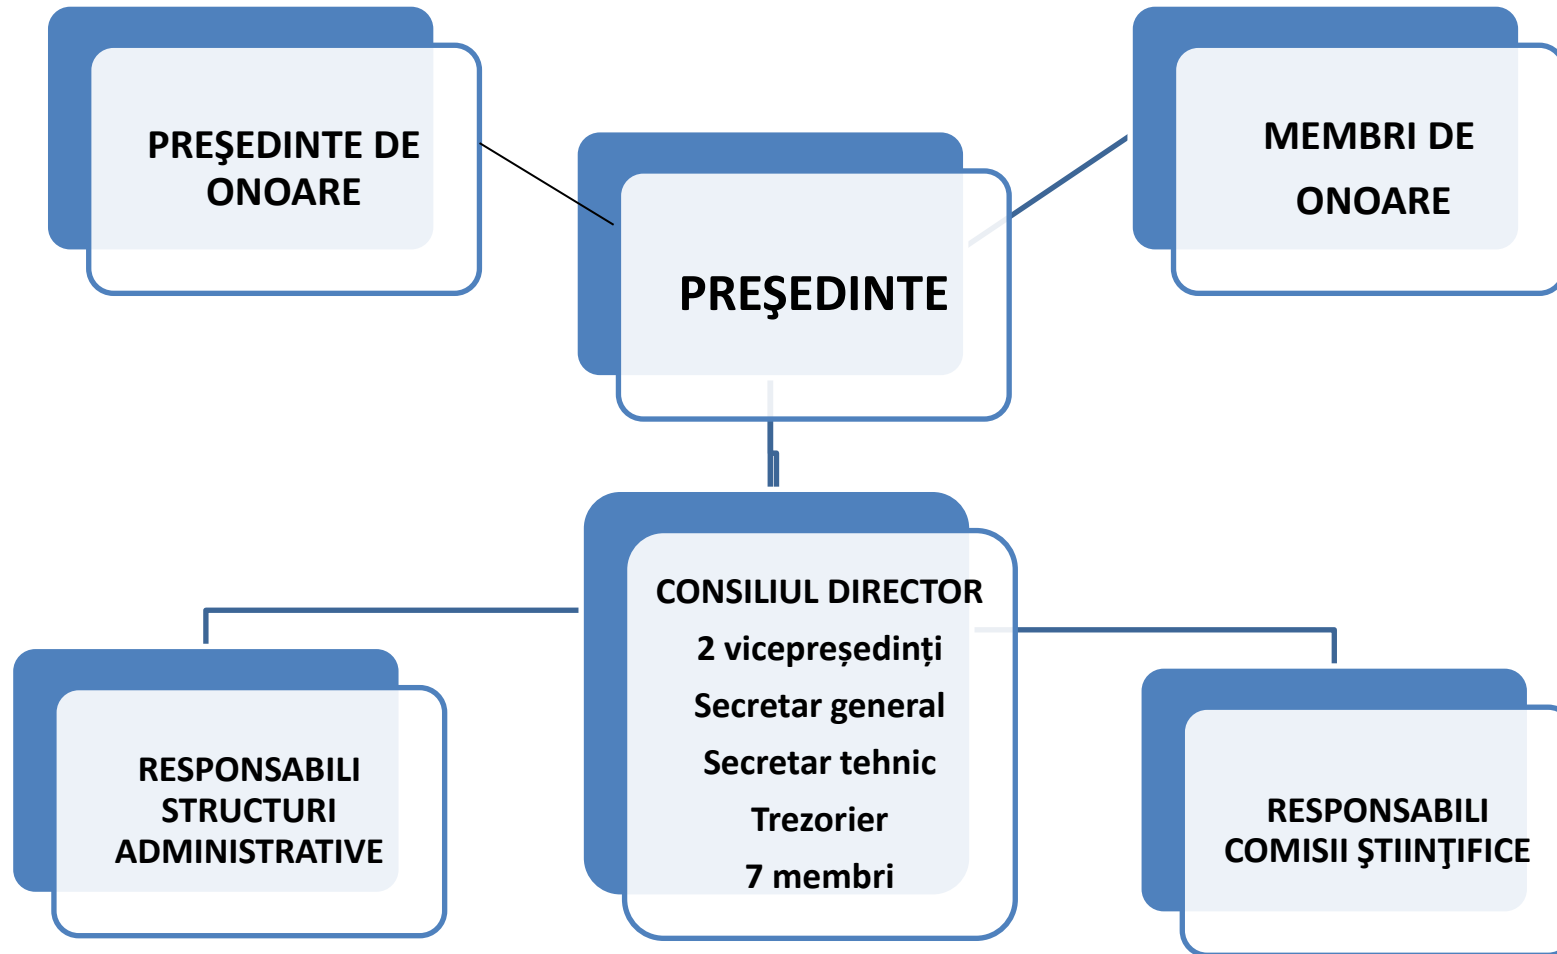 PREŞEDINTE DE
ONOARE
MEMBRI DE
ONOARE
PREŞEDINTE
CONSILIUL DIRECTOR
2 vicepreședinți
Secretar general
Secretar tehnic
Trezorier
7 membri
RESPONSABILI
STRUCTURI
ADMINISTRATIVE
RESPONSABILI
COMISII ŞTIINŢIFICE